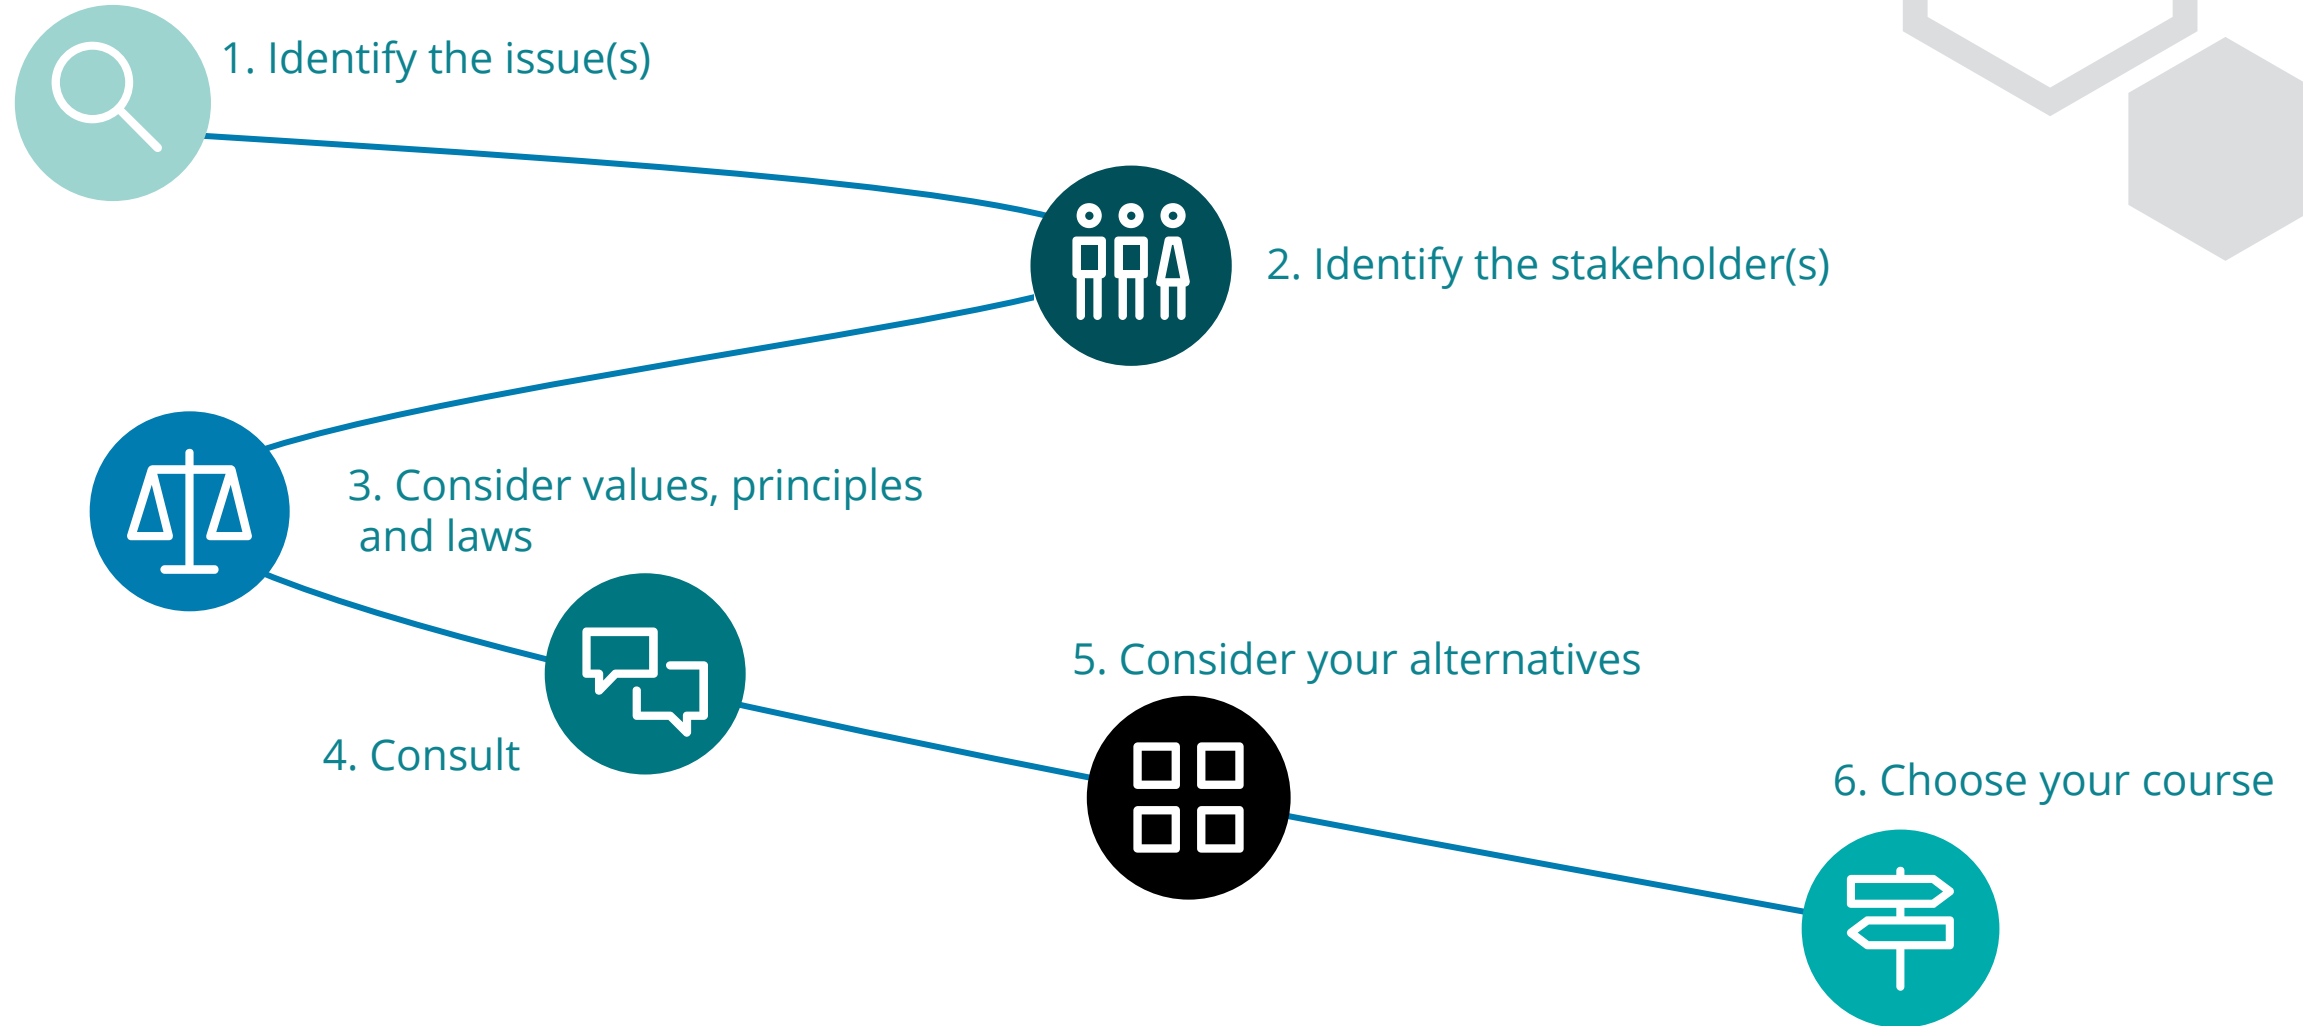 1. Identify the issue(s)
2. Identify the stakeholder(s)
3. Consider values, principles
and laws
4. Consult
5. Consider your alternatives
6. Choose your course